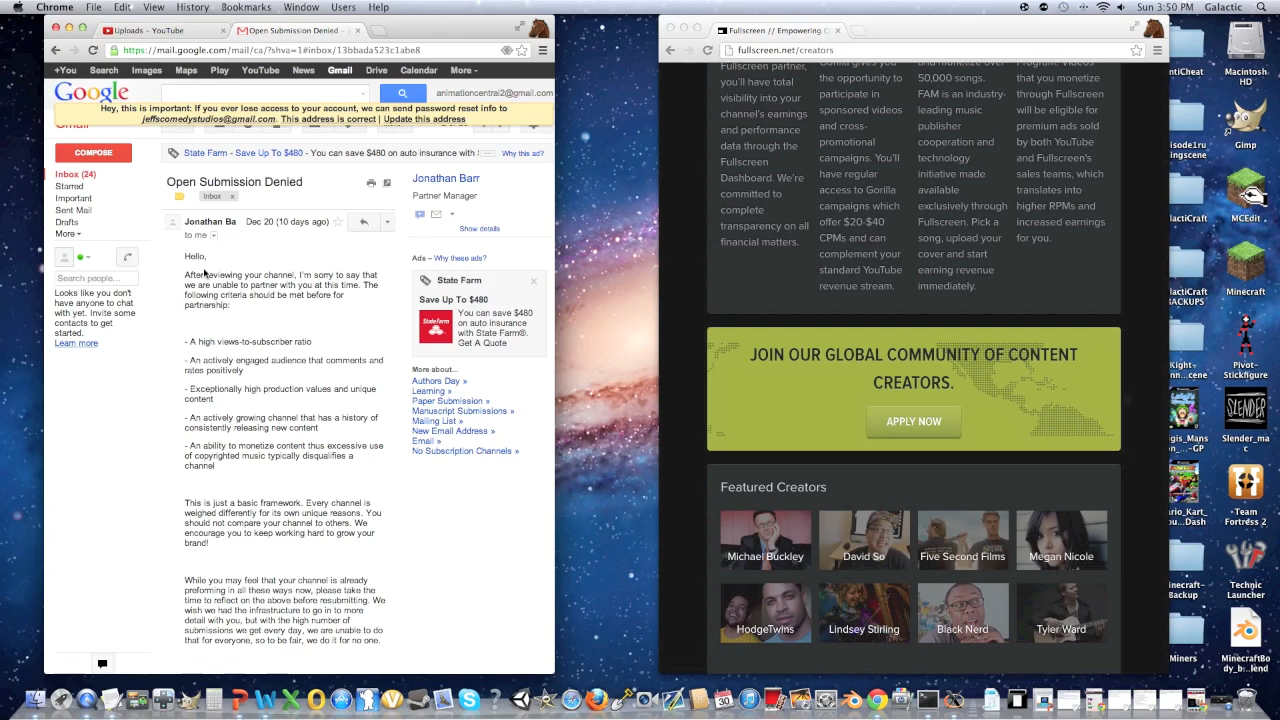 Chrome File Edit View History Bookmarks Window Users Help
Sun 3:50 PM Galactic
Uploads - YouTube
Open Submission Denied -
https://mail.google.com/mail/ca/?shva=1#inbox/13bbada523c1abe8
+You Search Images Maps Play YouTube News Gmail Drive Calendar More
Google
animationcentral2@gmail.com
Hey, this is important: If you ever lose access to your account, we can send password reset info to
jeffscomedystudios@gmail.com. This address is correct | Update this address
COMPOSE
State Farm - Save Up To $480 - You can save $480 on auto insurance with
Why this ad?
Inbox (24)
Starred
Important
Sent Mail
Drafts
More
Search people...
Looks like you don't
have anyone to chat
with yet. Invite some
contacts to get
started.
Learn more
Open Submission Denied
Inbox x
Jonathan Ba Dec 20 (10 days ago)
to me
Hello,
After reviewing your channel, I'm sorry to say that
we are unable to partner with you at this time. The
following criteria should be met before for
partnership:
- A high views-to-subscriber ratio
- An actively engaged audience that comments and
rates positively
- Exceptionally high production values and unique
content
- An actively growing channel that has a history of
consistently releasing new content
- An ability to monetize content thus excessive use
of copyrighted music typically disqualifies a
channel
This is just a basic framework. Every channel is
weighed differently for its own unique reasons. You
should not compare your channel to others. We
encourage you to keep working hard to grow your
brand!
While you may feel that your channel is already
preforming in all these ways now, please take the
time to reflect on the above before resubmitting. We
wish we had the infrastructure to go in to more
detail with you, but with the high number of
submissions we get every day, we are unable to do
that for everyone, so to be fair, we do it for no one.
Jonathan Barr
Partner Manager
Show details
Ads – Why these ads?
State Farm
Save Up To $480
StateFarm
You can save $480
on auto insurance
with State Farm®.
Get A Quote
More about...
Authors Day »
Learning »
Paper Submission »
Manuscript Submissions »
Mailing List »
New Email Address »
Email »
No Subscription Channels »
Fullscreen // Empowering C
fullscreen.net/creators
Fullscreen partner,
you'll have total
visibility into your
channel's earnings
and performance
data through the
Fullscreen
Dashboard. We're
committed to
complete
transparency on all
financial matters.
Gorilla gives you
the opportunity to
participate in
sponsored videos
and cross-
promotional
campaigns. You'll
have regular
access to Gorilla
campaigns which
offer $20-$40
CPMs and can
complement your
standard YouTube
revenue stream.
and monetize over
50,000 songs.
FAM is an industry-
leading music
publisher
cooperation and
technology
initiative made
available
exclusively through
Fullscreen. Pick a
song, upload your
cover and start
earning revenue
immediately.
Program. Videos
that you monetize
through Fullscreen
will be eligible for
premium ads sold
by both YouTube
and Fullscreen's
sales teams, which
translates into
higher RPMs and
increased earnings
for you.
JOIN OUR GLOBAL COMMUNITY OF CONTENT
CREATORS.
APPLY NOW
Featured Creators
Michael Buckley
David So
Five Second Films
Megan Nicole
HodgeTwins
Lindsey Stirling
Black Nerd
Tyler Ward
Macintosh-
HD
Gimp
MCEdit
Minecraft
Pivot-
Stickfigure
SLENDER
Slender_ma
c
Team
Fortress 2
Technic
Launcher
MinecraftBo
dy_b...lend
Miners
30